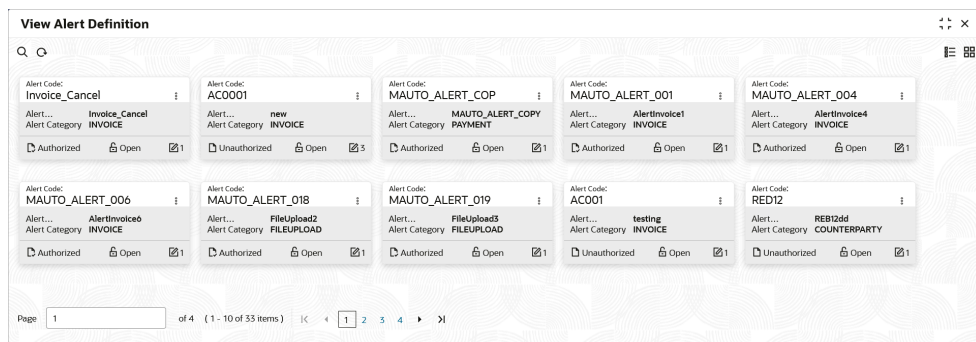 View Alert Definition
Alert Code:
Invoice_Cancel
Alert... Invoice_Cancel
Alert Category INVOICE
Authorized Open 1
Alert Code:
AC0001
Alert... new
Alert Category INVOICE
Unauthorized Open 3
Alert Code:
MAUTO_ALERT_COP
Alert... MAUTO_ALERT_COPY
Alert Category PAYMENT
Authorized Open 1
Alert Code:
MAUTO_ALERT_001
Alert... AlertInvoice1
Alert Category INVOICE
Authorized Open 1
Alert Code:
MAUTO_ALERT_004
Alert... AlertInvoice4
Alert Category INVOICE
Authorized Open 1
Alert Code:
MAUTO_ALERT_006
Alert... AlertInvoice6
Alert Category INVOICE
Authorized Open 1
Alert Code:
MAUTO_ALERT_018
Alert... FileUpload2
Alert Category FILEUPLOAD
Authorized Open 1
Alert Code:
MAUTO_ALERT_019
Alert... FileUpload3
Alert Category FILEUPLOAD
Authorized Open 1
Alert Code:
AC001
Alert... testing
Alert Category INVOICE
Unauthorized Open 1
Alert Code:
RED12
Alert... REB12dd
Alert Category COUNTERPARTY
Unauthorized Open 1
Page 1 of 4 (1 - 10 of 33 items) 1 2 3 4